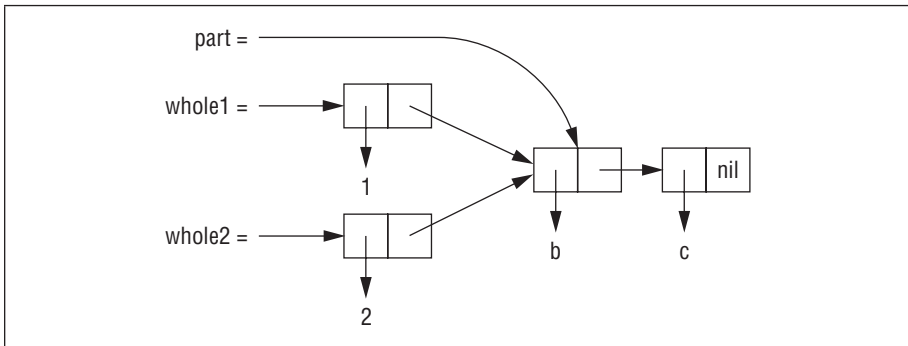 part =
whole1 =
1
nil
b
c
whole2 =
2